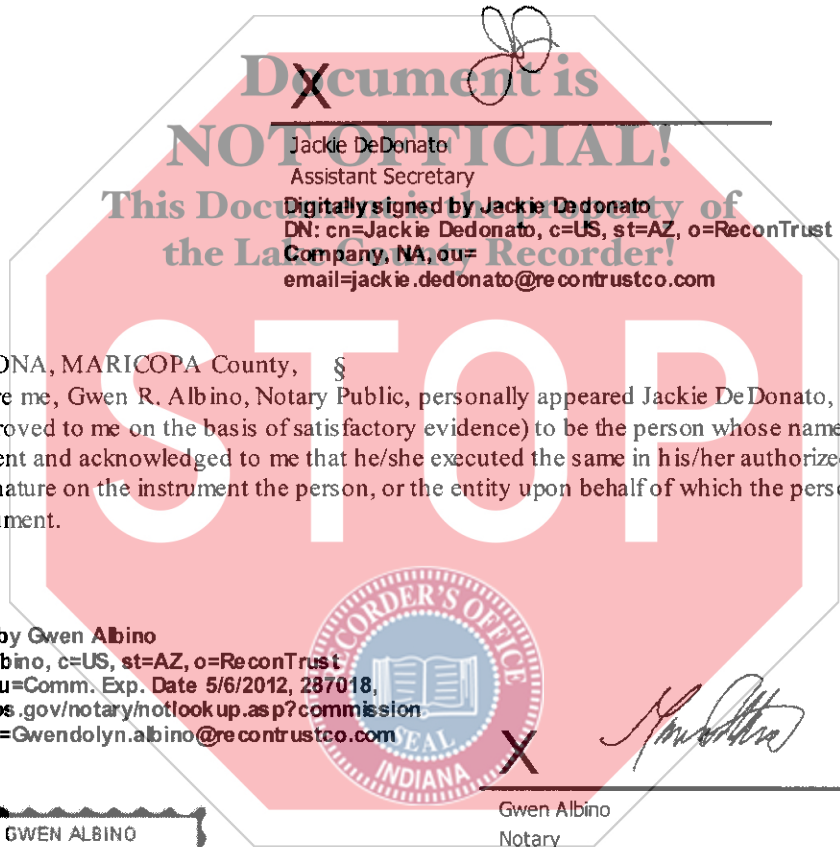 Document is
NOT OFFICIAL!
This Document is the property of
the Lake County Recorder!
STOP
X
Jackie DeDonato
Assistant Secretary
Digitally signed by Jackie Dedonato
DN: cn=Jackie Dedonato, c=US, st=AZ, o=ReconTrust
Company, NA, ou=
email=jackie.dedonato@recontrustco.com
ONA, MARICOPA County, §
re me, Gwen R. Albino, Notary Public, personally appeared Jackie DeDonato,
roved to me on the basis of satisfactory evidence) to be the person whose name
ent and acknowledged to me that he/she executed the same in his/her authorized
nature on the instrument the person, or the entity upon behalf of which the perso
ument.
by Gwen Albino
bino, c=US, st=AZ, o=ReconTrust
u=Comm. Exp. Date 5/6/2012, 287018,
os.gov/notary/notlookup.asp?commission
=Gwendolyn.albino@recontrustco.com
RECORDER'S OFFICE
SEAL
INDIANA
X
Gwen Albino
Notary
GWEN ALBINO